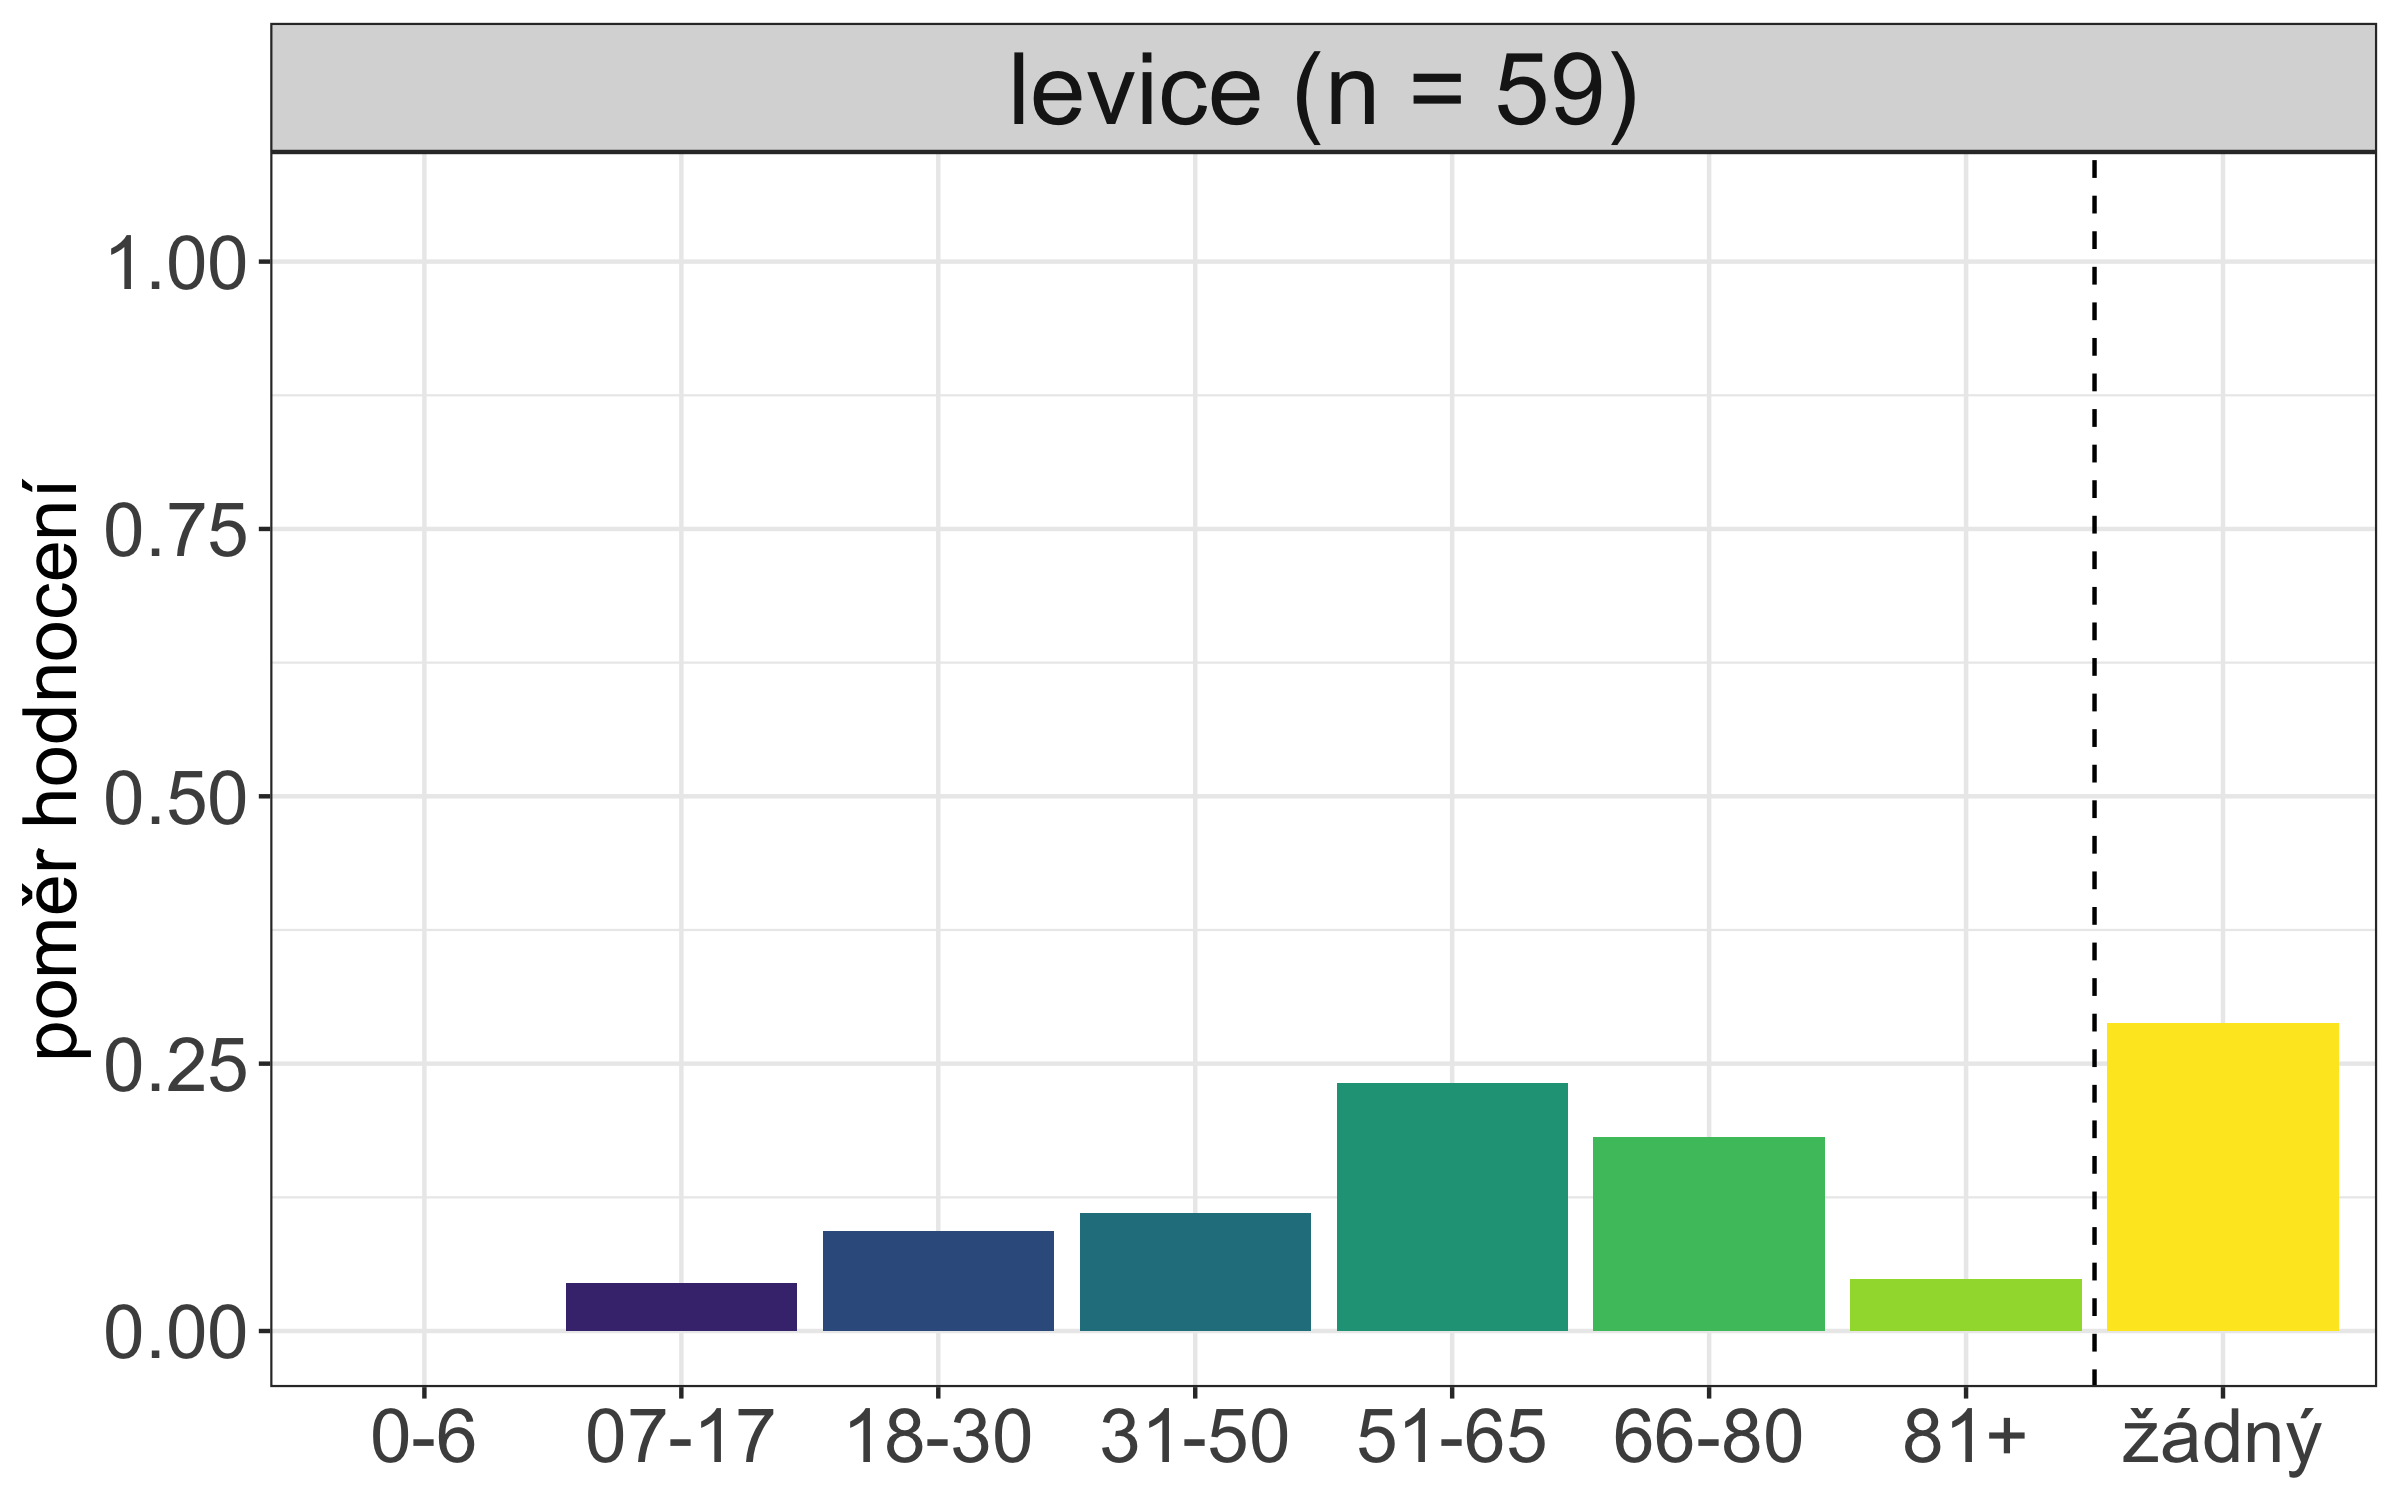 levice (n = 59)
poměr hodnocení
1.00
0.75
0.50
0.25
0.00
0-6 07-17 18-30 31-50 51-65 66-80 81+ žádný